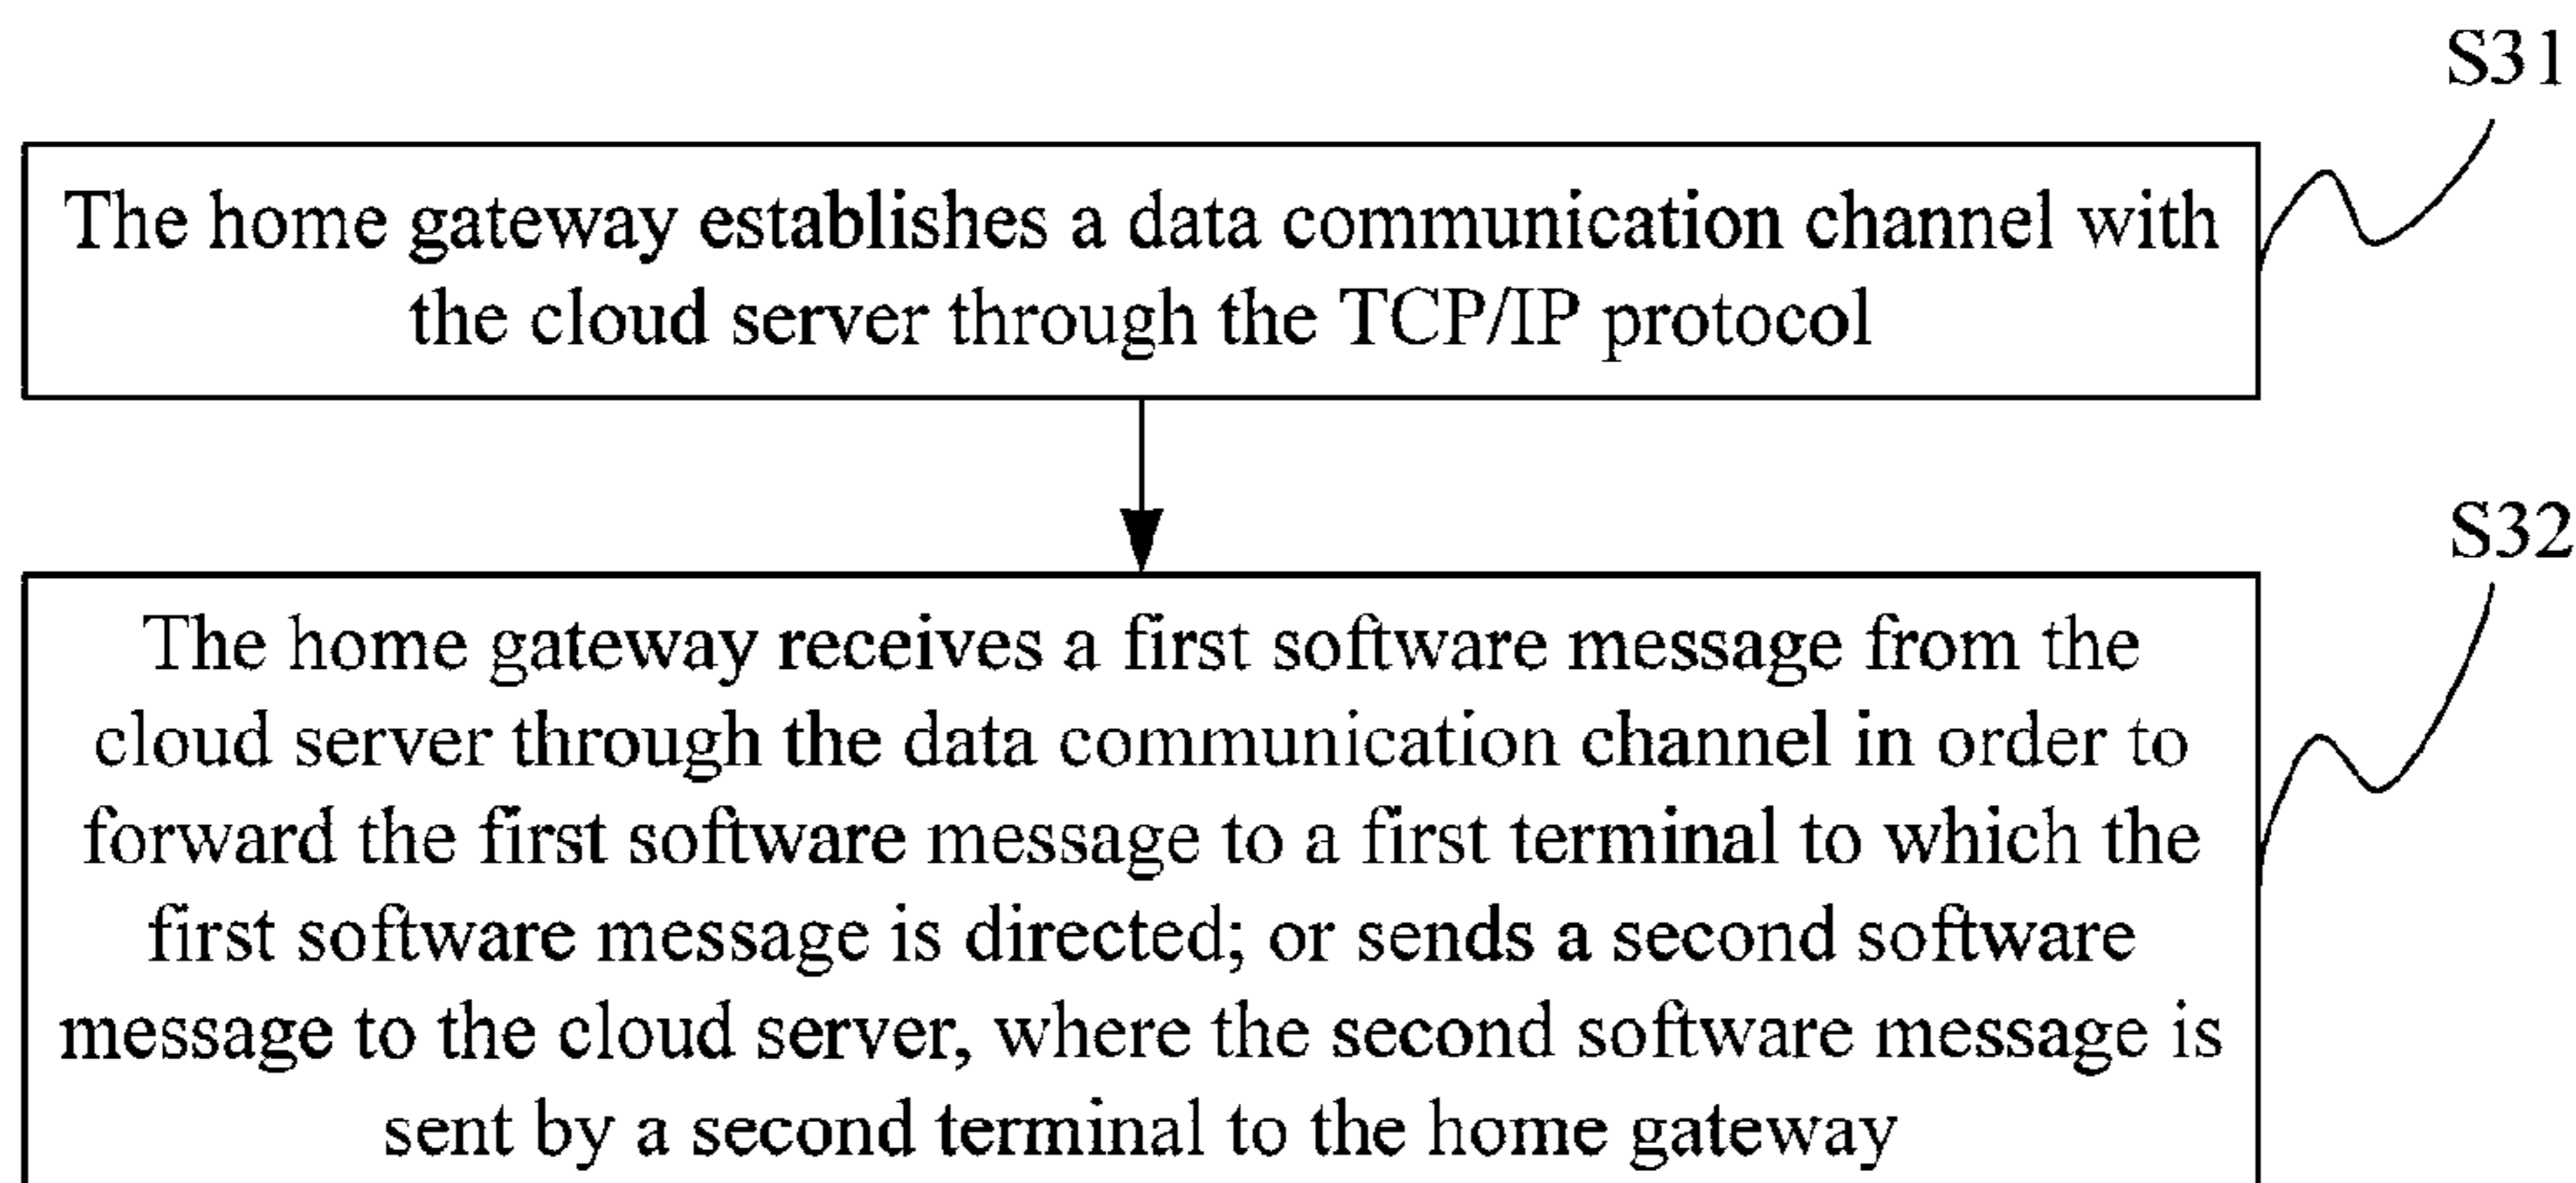 S31
The home gateway establishes a data communication channel with
the cloud server through the TCP/IP protocol
S32
The home gateway receives a first software message from the
cloud server through the data communication channel in order to
forward the first software message to a first terminal to which the
first software message is directed; or sends a second software
message to the cloud server, where the second software message is
sent by a second terminal to the home gateway